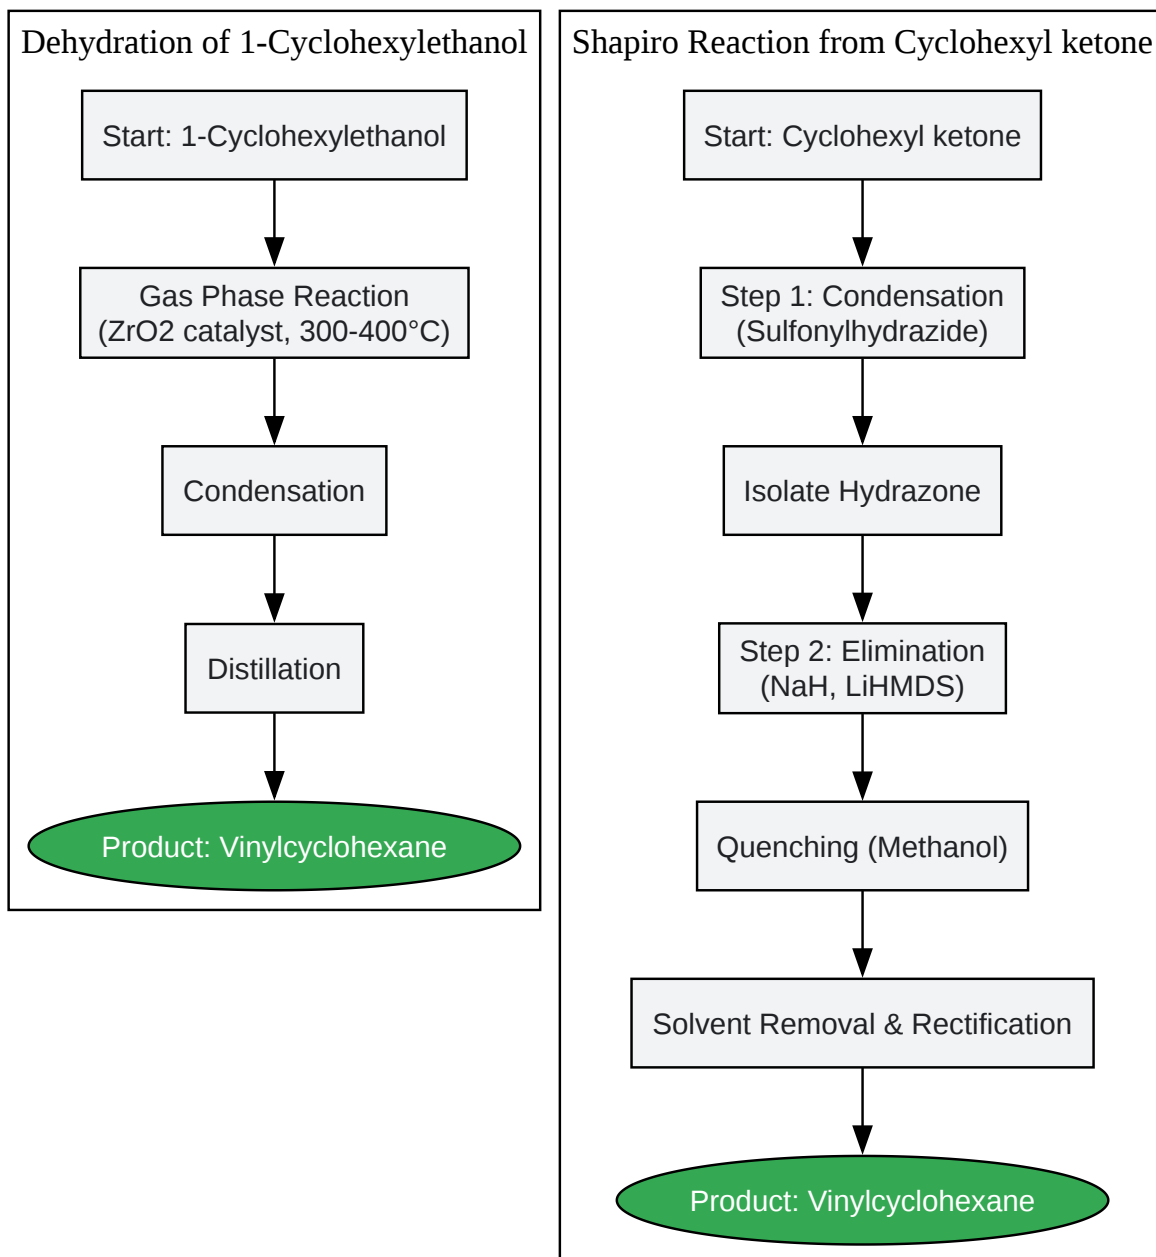 Dehydration of 1-Cyclohexylethanol
Start: 1-Cyclohexylethanol
Gas Phase Reaction
(ZrO2 catalyst, 300-400°C)
Condensation
Distillation
Product: Vinylcyclohexane
Shapiro Reaction from Cyclohexyl ketone
Start: Cyclohexyl ketone
Step 1: Condensation
(Sulfonylhydrazide)
Isolate Hydrazone
Step 2: Elimination
(NaH, LiHMDS)
Quenching (Methanol)
Solvent Removal & Rectification
Product: Vinylcyclohexane